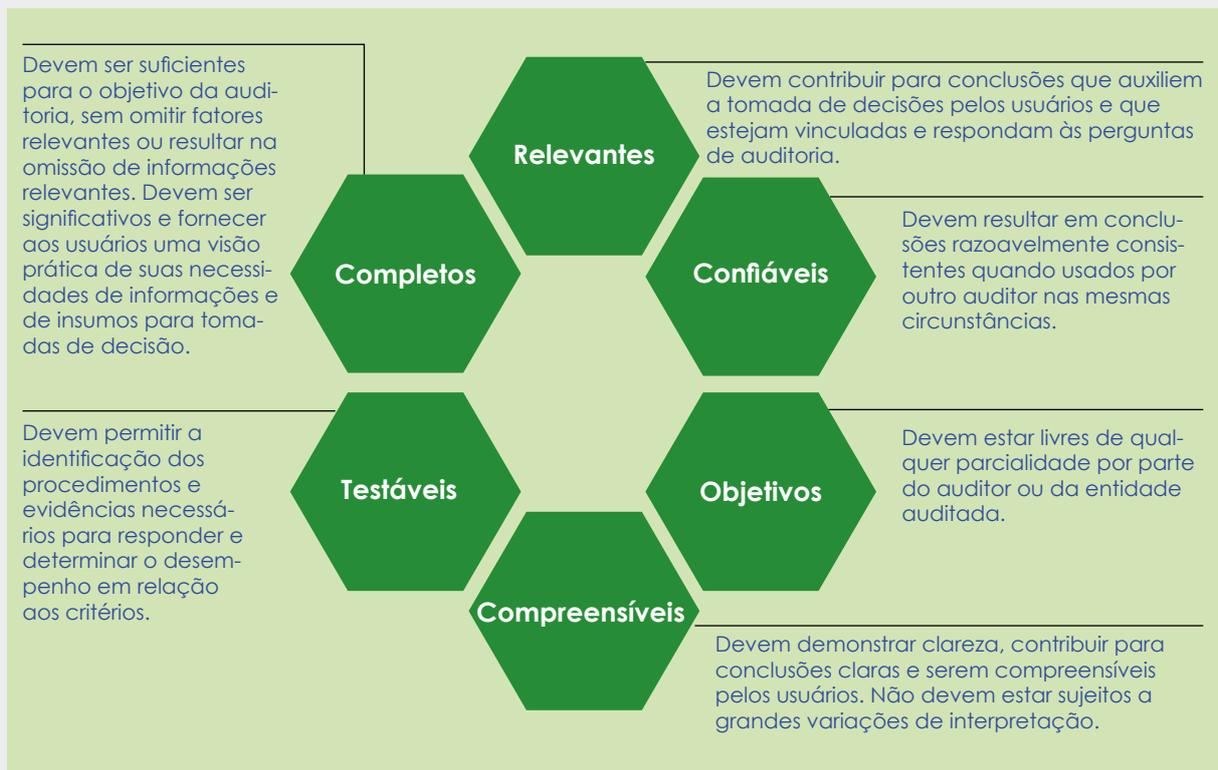 Relevantes
Devem contribuir para conclusões que auxiliem
a tomada de decisões pelos usuários e que
estejam vinculadas e respondam às perguntas
de auditoria.
Confiáveis
Devem resultar em conclu-
sões razoavelmente consis-
tentes quando usados por
outro auditor nas mesmas
circunstâncias.
Objetivos
Devem estar livres de qual-
quer parcialidade por parte
do auditor ou da entidade
auditada.
Compreensíveis
Devem demonstrar clareza, contribuir para
conclusões claras e serem compreensíveis
pelos usuários. Não devem estar sujeitos a
grandes variações de interpretação.
Testáveis
Devem permitir a
identificação dos
procedimentos e
evidências necessá-
rios para responder e
determinar o desem-
penho em relação
aos critérios.
Completos
Devem ser suficientes
para o objetivo da audi-
toria, sem omitir fatores
relevantes ou resultar na
omissão de informações
relevantes. Devem ser
significativos e fornecer
aos usuários uma visão
prática de suas necessi-
dades de informações e
de insumos para toma-
das de decisão.